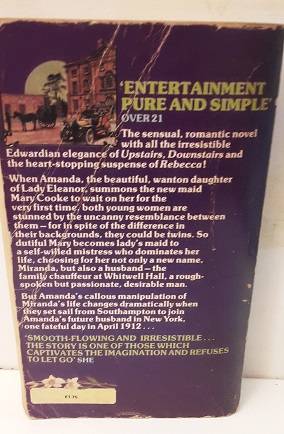 'ENTERTAINMENT
PURE AND SIMPLE'
OVER 21
The sensual, romantic novel
with all the irresistible
Edwardian elegance of Upstairs, Downstairs and
the heart-stopping suspense of Rebecca!
When Amanda, the beautiful, wanton daughter
of Lady Eleanor, summons the new maid
Mary Cooke to wait on her for the
very first time, both young women are
stunned by the uncanny resemblance between
them – for in spite of the difference in
their backgrounds, they could be twins. So
dutiful Mary becomes lady's maid to
a self-willed mistress who dominates her
life, choosing for her not only a new name.
Miranda, but also a husband – the
family chauffeur at Whitwell Hall, a rough-
spoken but passionate, desirable man.
But Amanda's callous manipulation of
Miranda's life changes dramatically when
they set sail from Southampton to join
Amanda's future husband in New York,
one fateful day in April 1912 . . .
'SMOOTH-FLOWING AND IRRESISTIBLE . . .
THE STORY IS ONE OF THOSE WHICH
CAPTIVATES THE IMAGINATION AND REFUSES
TO LET GO' SHE